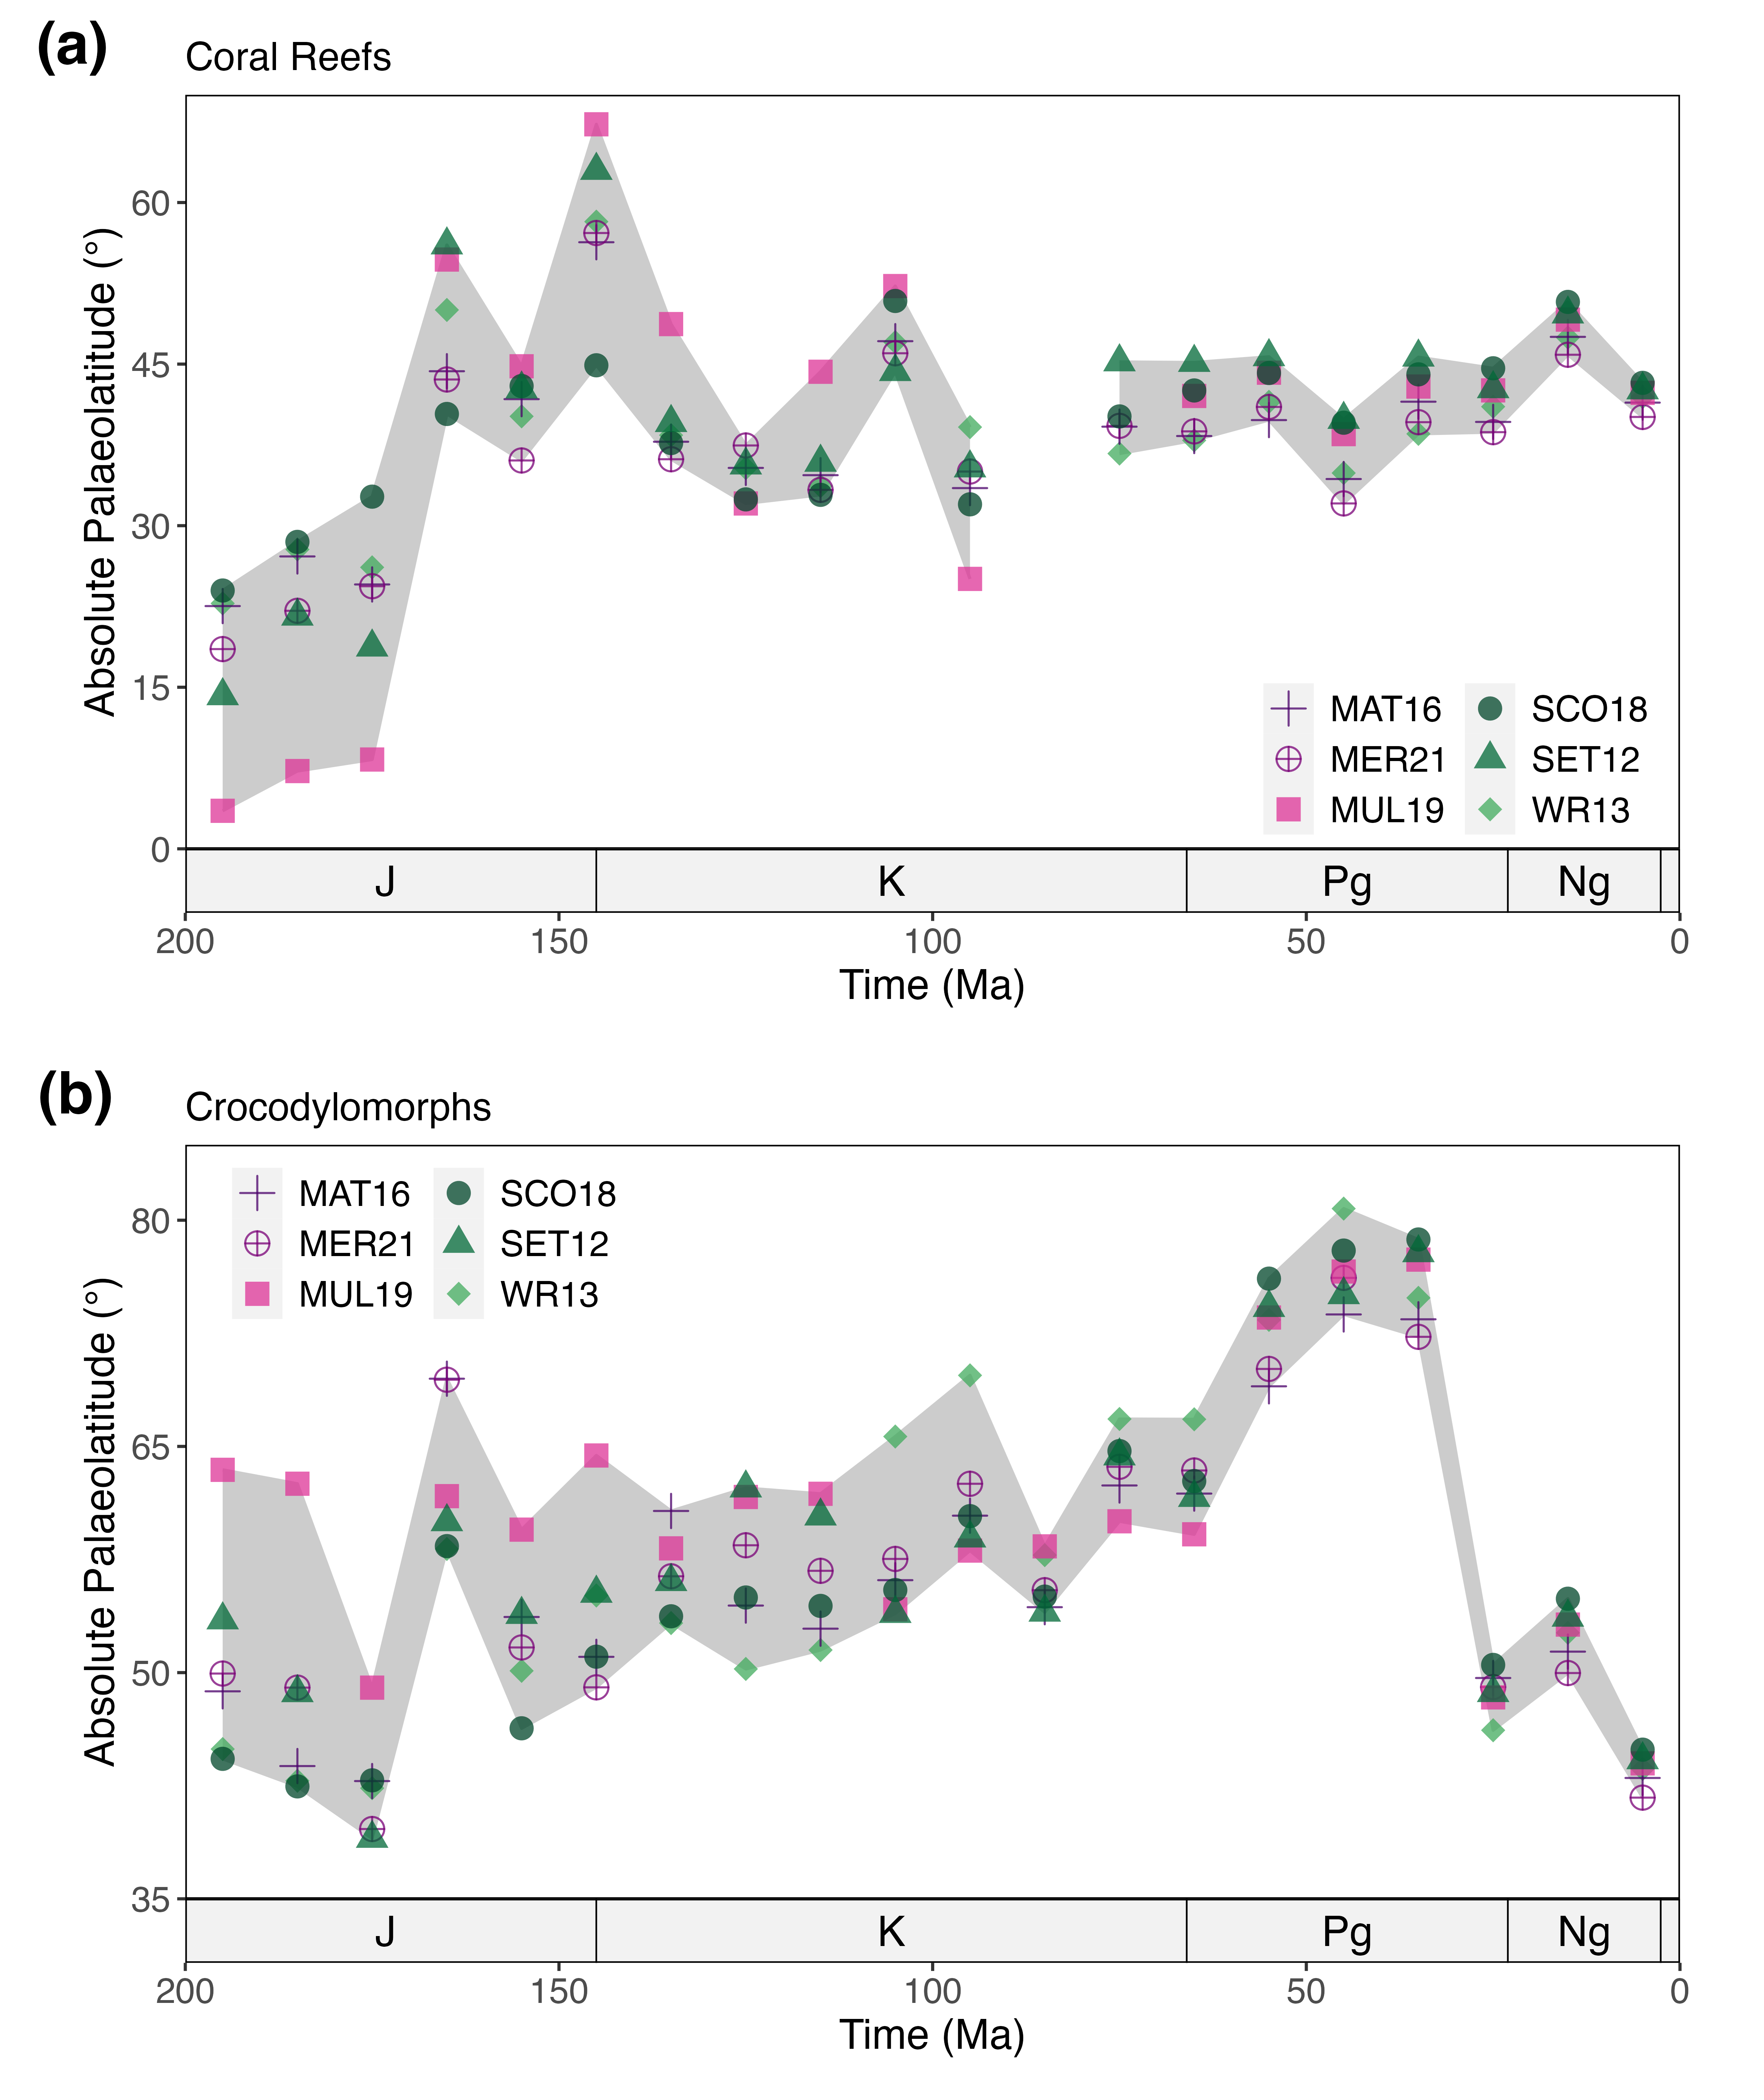 (a)
Coral Reefs
Absolute Palaeolatitude (°)
60
45
30
15
0
MAT16 SCO18
MER21 SET12
MUL19 WR13
J K Pg Ng
200 150 100 50 0
Time (Ma)
(b)
Crocodylomorphs
Absolute Palaeolatitude (°)
MAT16 SCO18
MER21 SET12
MUL19 WR13
80
65
50
35
J K Pg Ng
200 150 100 50 0
Time (Ma)